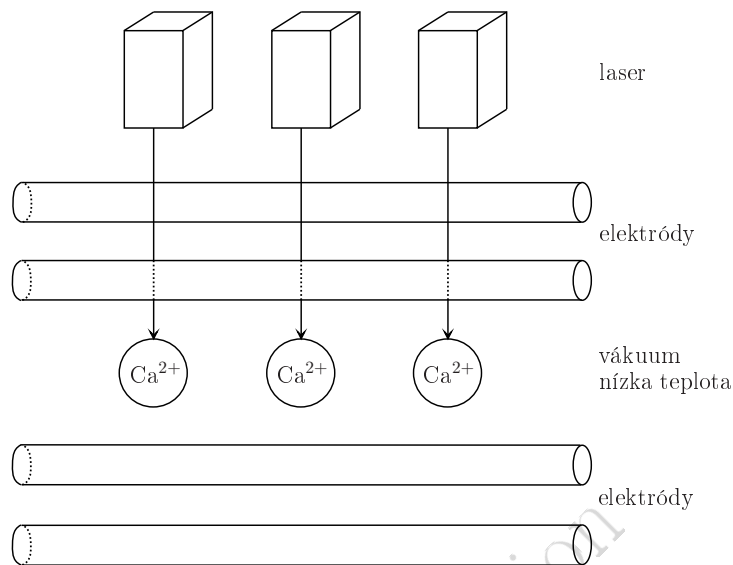 laser
elektródy
Ca²⁺ Ca²⁺ Ca²⁺
vákuum
nízka teplota
elektródy